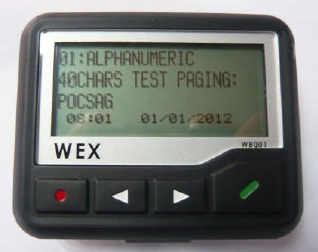 01:ALPHANUMERIC
40CHARS TEST PAGING:
POCSAG
08:01 01/01/2012
WEX
W8001